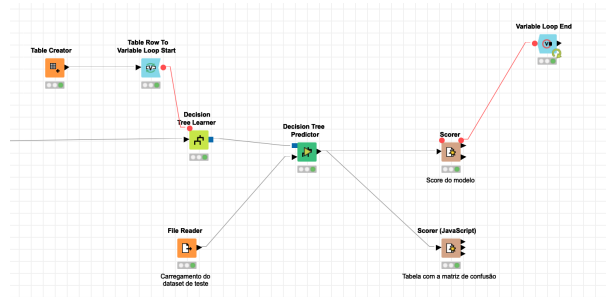 Variable Loop End
Table Creator
Table Row To
Variable Loop Start
Decision
Tree Learner
Decision Tree
Predictor
Scorer
Score do modelo
File Reader
Carregamento do
dataset de teste
Scorer (JavaScript)
Tabela com a matriz de confusão